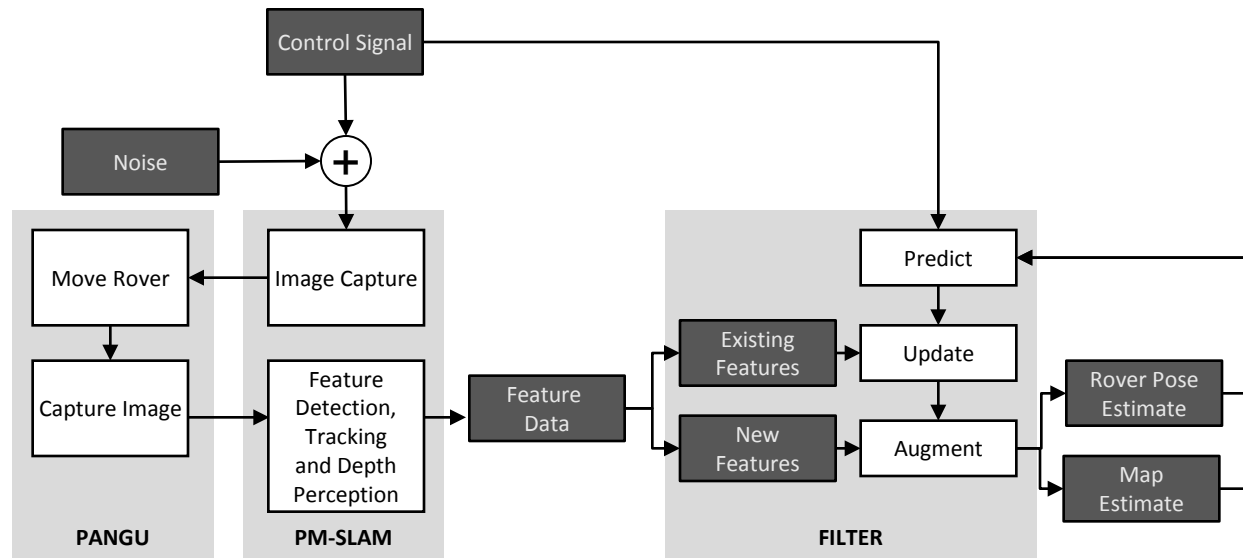 Control Signal
Noise
+
Move Rover
Image Capture
Predict
Existing
Features
Update
Capture Image
Feature
Detection,
Tracking
and Depth
Perception
Feature
Data
Rover Pose
Estimate
New
Features
Augment
Map
Estimate
PANGU
PM-SLAM
FILTER